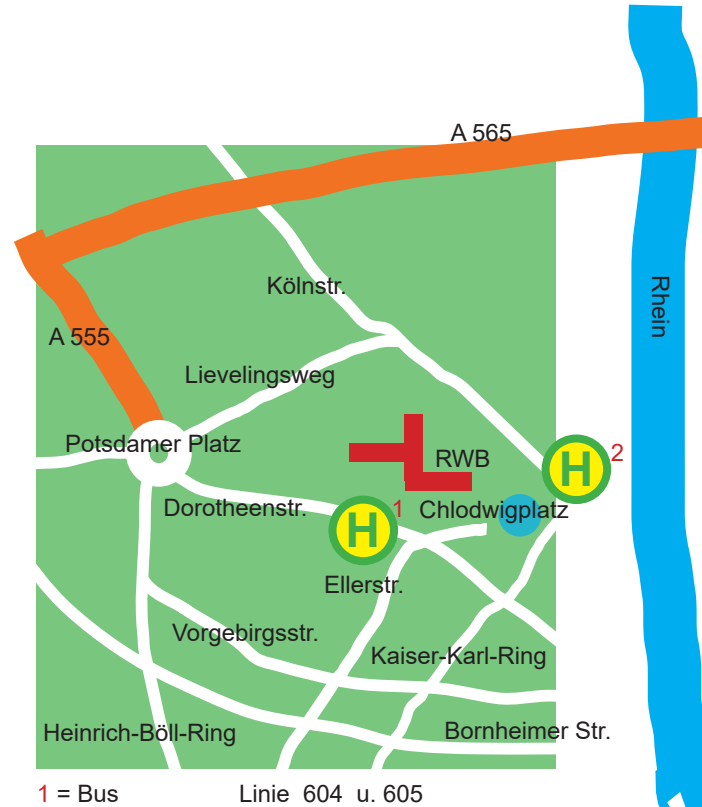 A 565
Kölnstr.
Rhein
A 555
Lievelingsweg
Potsdamer Platz
RWB
H 2
Dorotheenstr.
H 1
Chlodwigplatz
Ellerstr.
Vorgebirgsstr.
Kaiser-Karl-Ring
Heinrich-Böll-Ring
Bornheimer Str.
1 = Bus Linie 604 u. 605